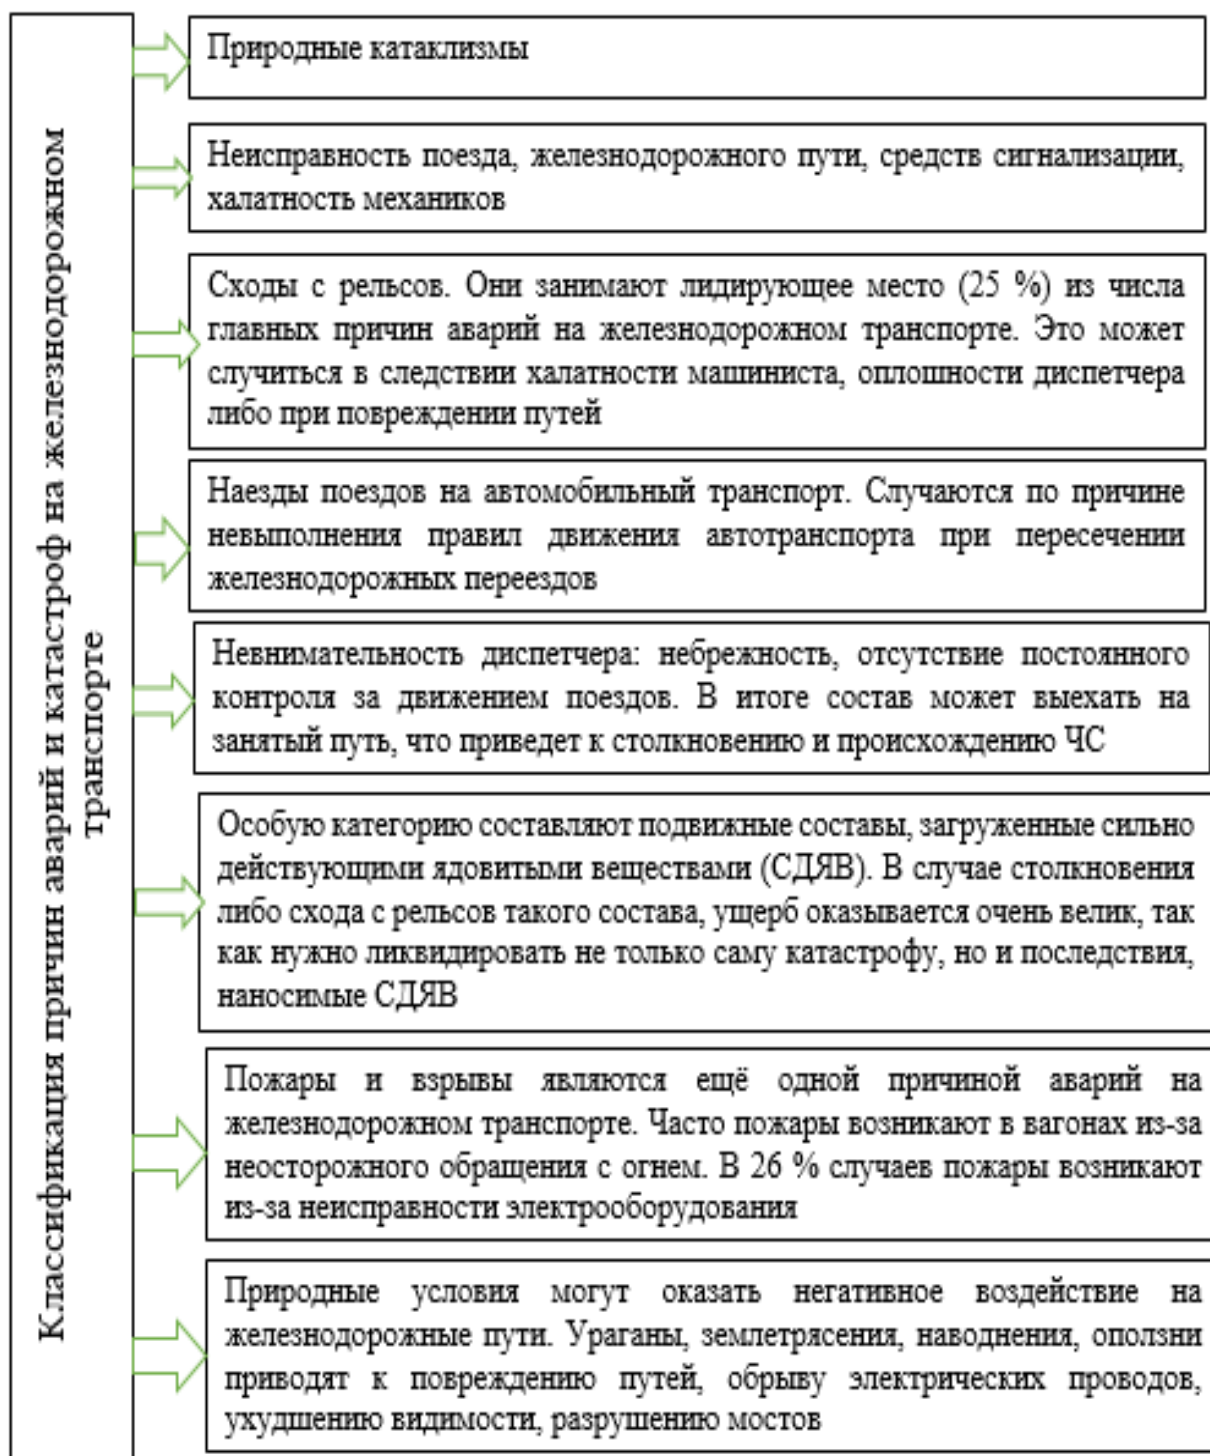 Классификация причин аварий и катастроф на железнодорожном
транспорте
Природные катаклизмы
Неисправность поезда, железнодорожного пути, средств сигнализации,
халатность механиков
Сходы с рельсов. Они занимают лидирующее место (25 %) из числа
главных причин аварий на железнодорожном транспорте. Это может
случиться в следствии халатности машиниста, оплошности диспетчера
либо при повреждении путей
Наезды поездов на автомобильный транспорт. Случаются по причине
невыполнения правил движения автотранспорта при пересечении
железнодорожных переездов
Невнимательность диспетчера: небрежность, отсутствие постоянного
контроля за движением поездов. В итоге состав может выехать на
занятый путь, что приведет к столкновению и происхождению ЧС
Особую категорию составляют подвижные составы, загруженные сильно
действующими ядовитыми веществами (СДЯВ). В случае столкновения
либо схода с рельсов такого состава, ущерб оказывается очень велик, так
как нужно ликвидировать не только саму катастрофу, но и последствия,
наносимые СДЯВ
Пожары и взрывы являются ещё одной причиной аварий на
железнодорожном транспорте. Часто пожары возникают в вагонах из-за
неосторожного обращения с огнем. В 26 % случаев пожары возникают
из-за неисправности электрооборудования
Природные условия могут оказать негативное воздействие на
железнодорожные пути. Ураганы, землетрясения, наводнения, оползни
приводят к повреждению путей, обрыву электрических проводов,
ухудшению видимости, разрушению мостов